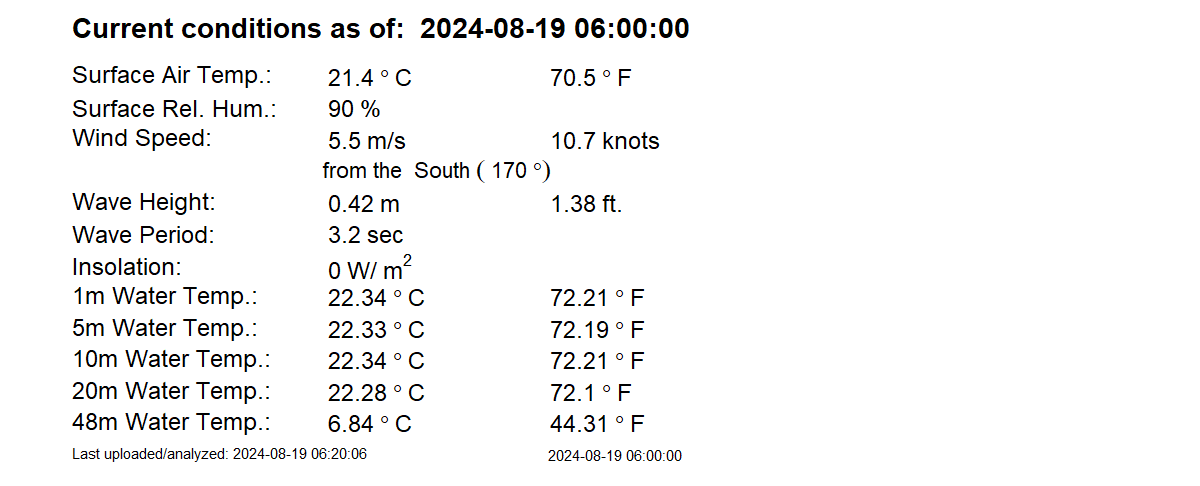 Current conditions as of: 2024-08-19 06:00:00
Surface Air Temp.: 21.4 ° C 70.5 ° F
Surface Rel. Hum.: 90 %
Wind Speed: 5.5 m/s 10.7 knots
from the South ( 170 °)
Wave Height: 0.42 m 1.38 ft.
Wave Period: 3.2 sec
Insolation: 0 W/ m²
1m Water Temp.: 22.34 ° C 72.21 ° F
5m Water Temp.: 22.33 ° C 72.19 ° F
10m Water Temp.: 22.34 ° C 72.21 ° F
20m Water Temp.: 22.28 ° C 72.1 ° F
48m Water Temp.: 6.84 ° C 44.31 ° F
Last uploaded/analyzed: 2024-08-19 06:20:06 2024-08-19 06:00:00